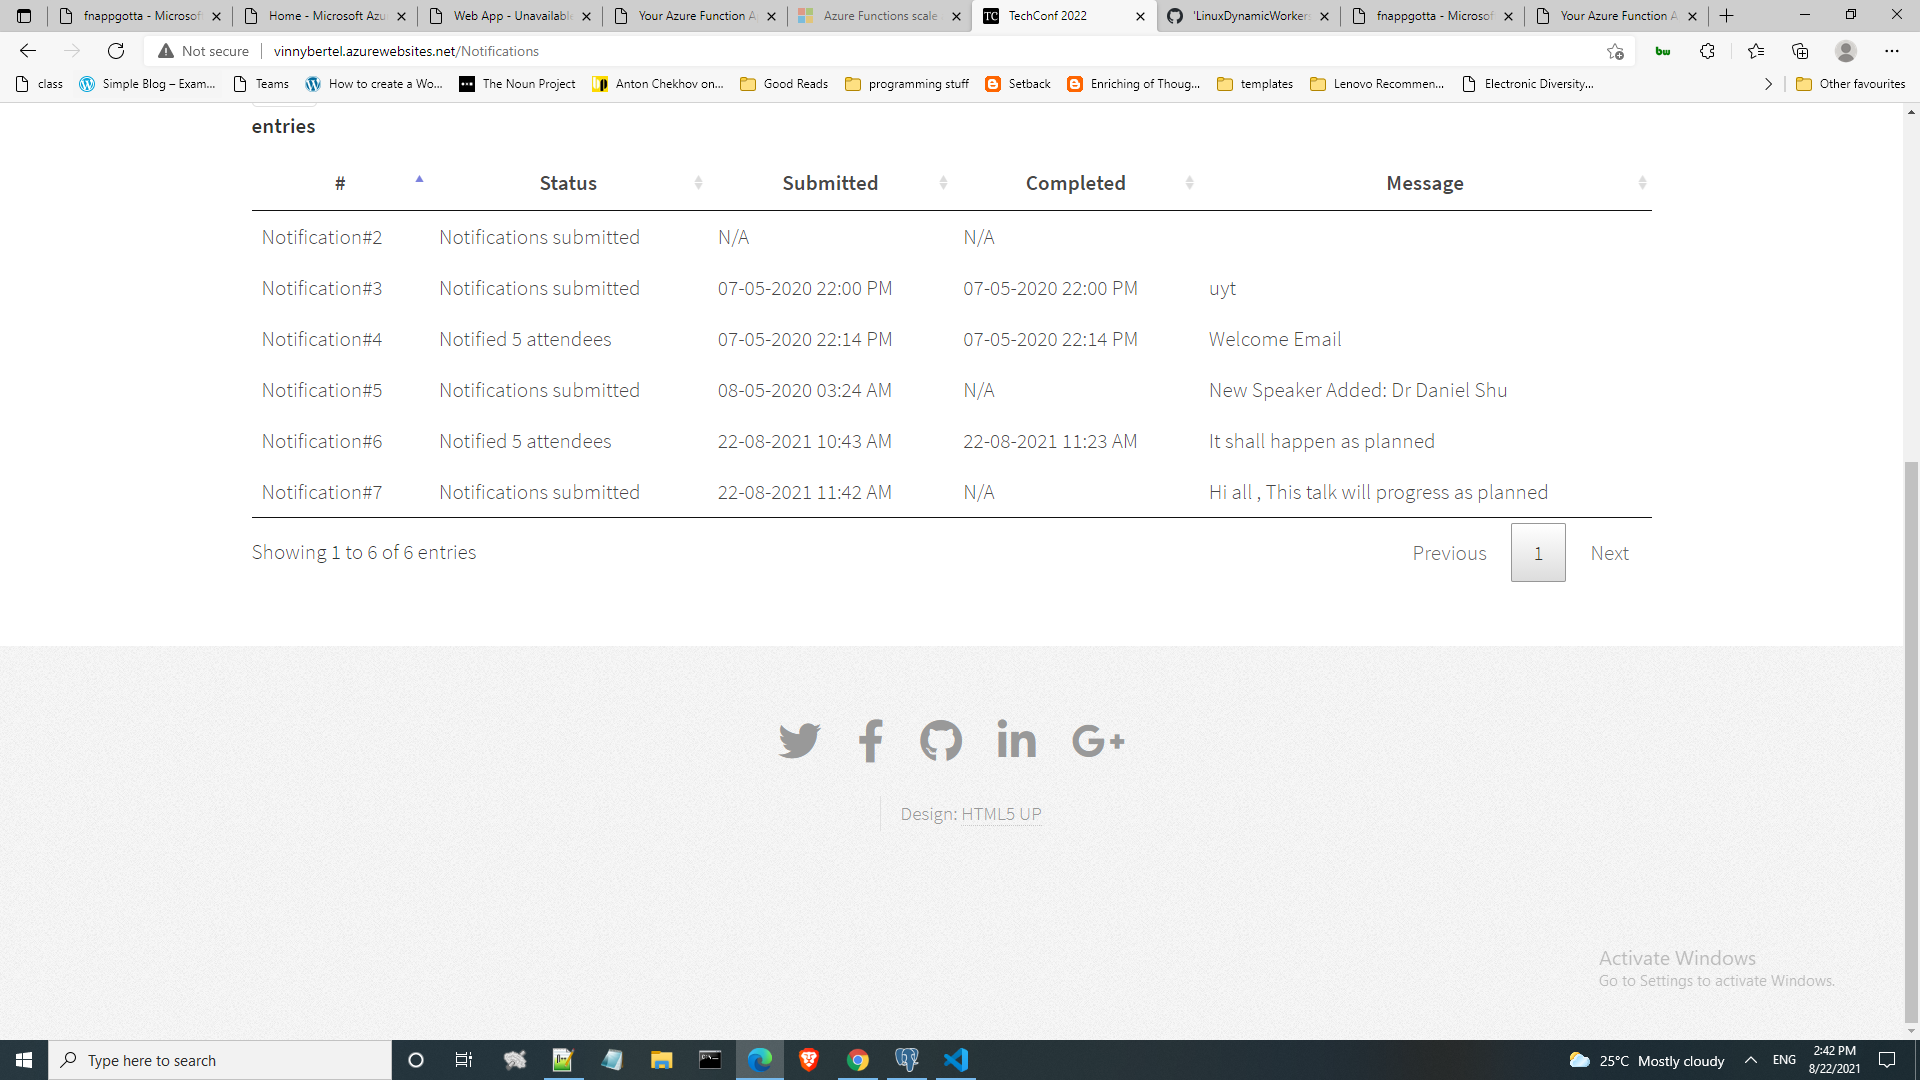 fnappgotta - Microsoft
Home - Microsoft Azu
Web App - Unavailable
Your Azure Function A
Azure Functions scale
TC TechConf 2022
'LinuxDynamicWorkers
fnappgotta - Microsoft
Your Azure Function A
Not secure
vinnybertel.azurewebsites.net/Notifications
bw
class
Simple Blog – Exam...
Teams
How to create a Wo...
The Noun Project
Anton Chekhov on...
Good Reads
programming stuff
Setback
Enriching of Thoug...
templates
Lenovo Recommen...
Electronic Diversity...
Other favourites
entries
# Status Submitted Completed Message
Notification#2 Notifications submitted N/A N/A
Notification#3 Notifications submitted 07-05-2020 22:00 PM 07-05-2020 22:00 PM uyt
Notification#4 Notified 5 attendees 07-05-2020 22:14 PM 07-05-2020 22:14 PM Welcome Email
Notification#5 Notifications submitted 08-05-2020 03:24 AM N/A New Speaker Added: Dr Daniel Shu
Notification#6 Notified 5 attendees 22-08-2021 10:43 AM 22-08-2021 11:23 AM It shall happen as planned
Notification#7 Notifications submitted 22-08-2021 11:42 AM N/A Hi all , This talk will progress as planned
Showing 1 to 6 of 6 entries
Previous 1 Next
Design: HTML5 UP
Activate Windows
Go to Settings to activate Windows.
Type here to search
25°C Mostly cloudy
ENG
2:42 PM
8/22/2021